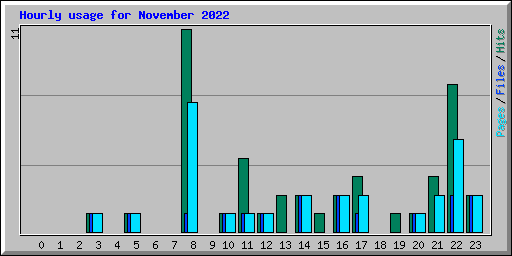 Hourly usage for November 2022
11
Pages / Files / Hits
0 1 2 3 4 5 6 7 8 9 10 11 12 13 14 15 16 17 18 19 20 21 22 23